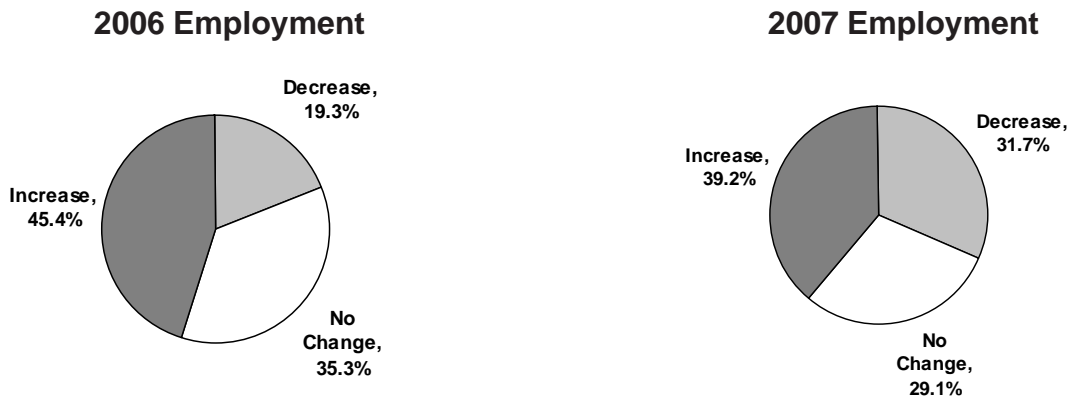 2006 Employment
Decrease,
19.3%
Increase,
45.4%
No
Change,
35.3%
2007 Employment
Decrease,
31.7%
Increase,
39.2%
No
Change,
29.1%